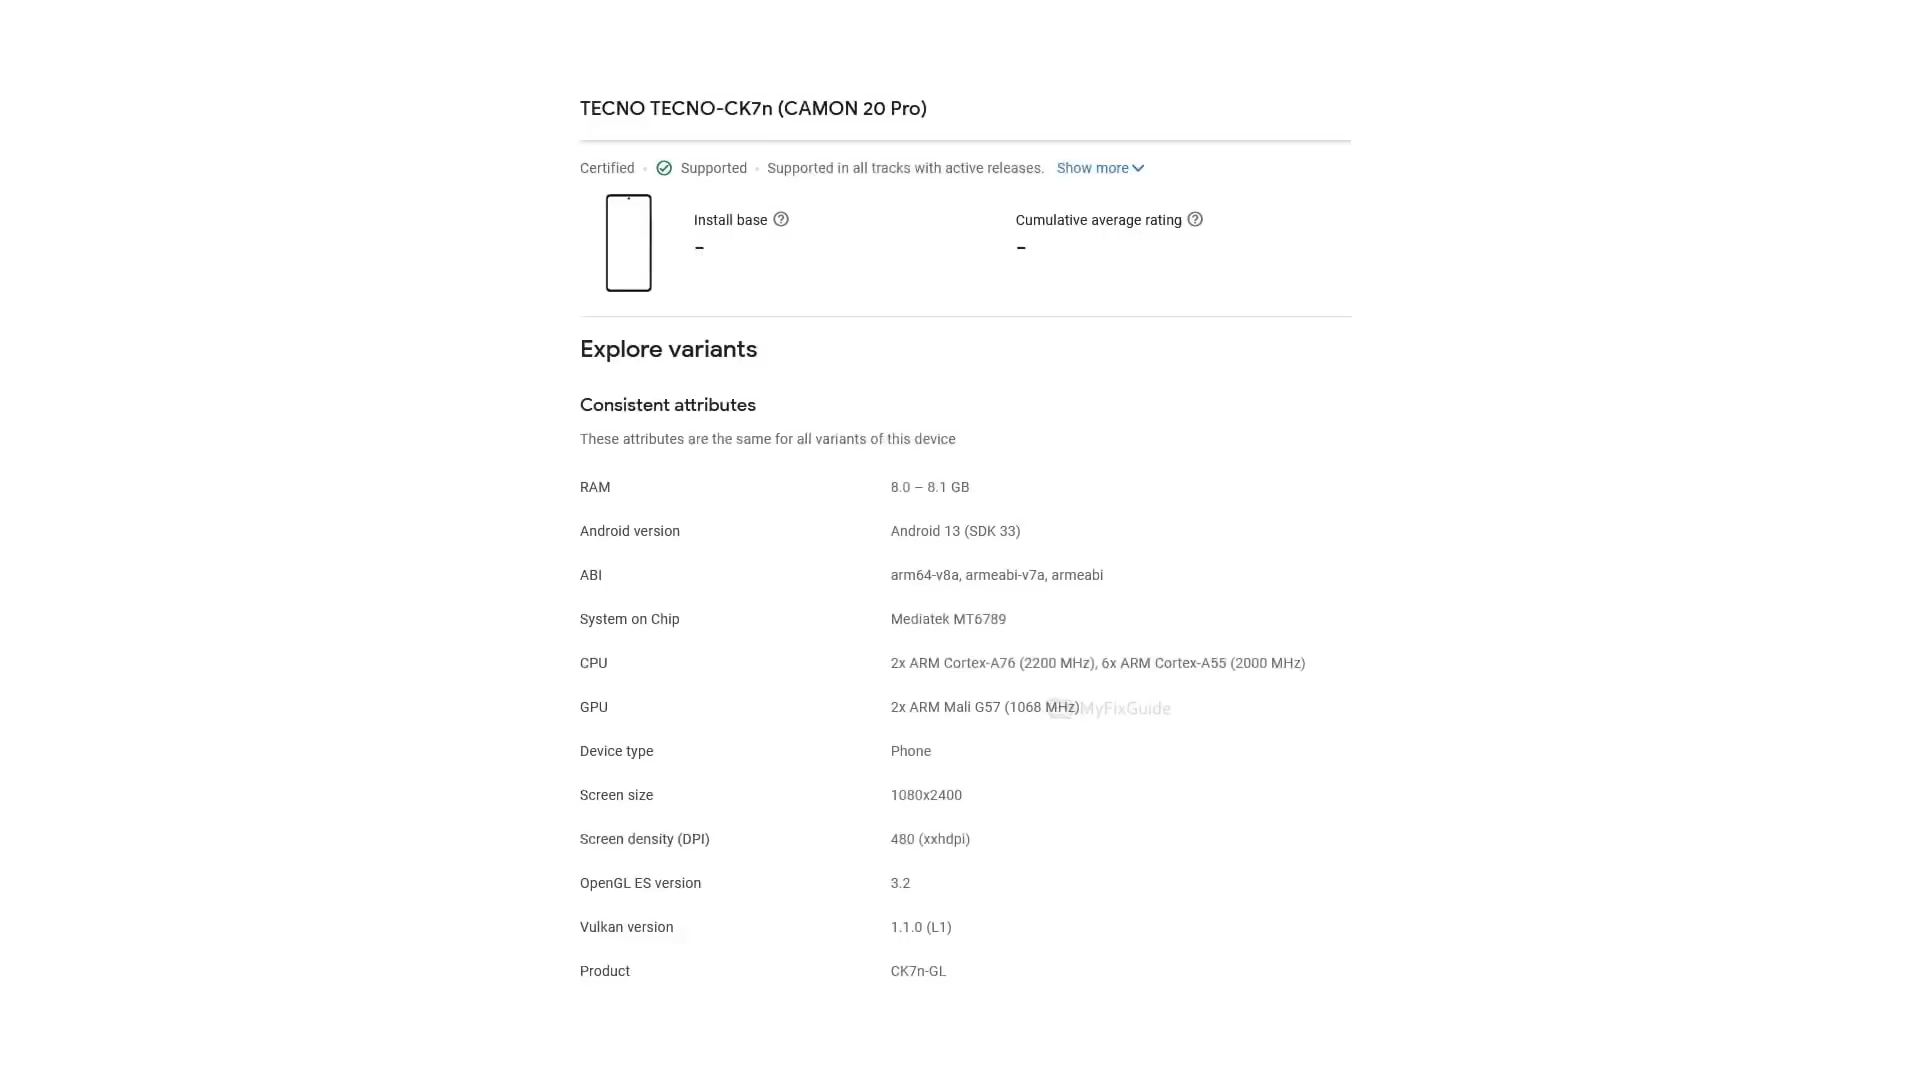 TECNO TECNO-CK7n (CAMON 20 Pro)
Certified • Supported • Supported in all tracks with active releases. Show more
Install base
–
Cumulative average rating
–
Explore variants
Consistent attributes
These attributes are the same for all variants of this device
RAM 8.0 – 8.1 GB
Android version Android 13 (SDK 33)
ABI arm64-v8a, armeabi-v7a, armeabi
System on Chip Mediatek MT6789
CPU 2x ARM Cortex-A76 (2200 MHz), 6x ARM Cortex-A55 (2000 MHz)
GPU 2x ARM Mali G57 (1068 MHz)
MyFixGuide
Device type Phone
Screen size 1080x2400
Screen density (DPI) 480 (xxhdpi)
OpenGL ES version 3.2
Vulkan version 1.1.0 (L1)
Product CK7n-GL